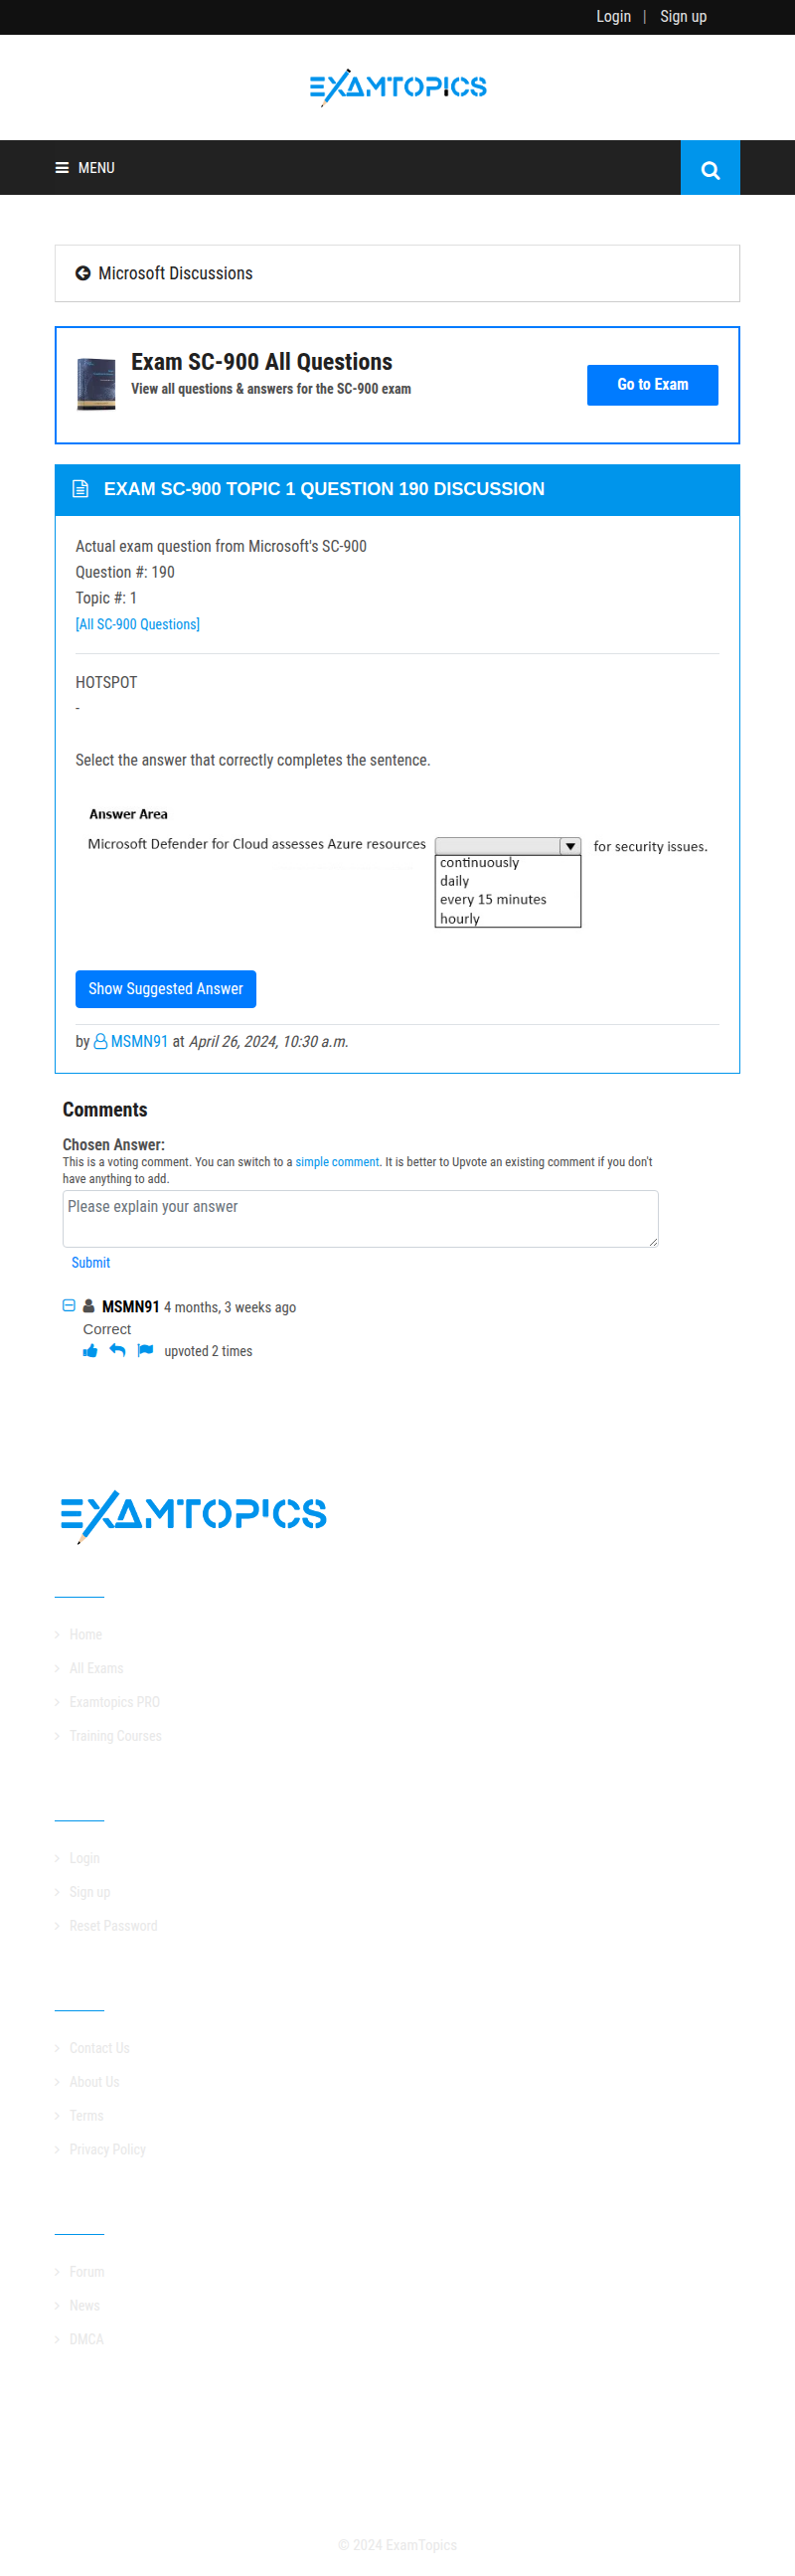 Login | Sign up
EXAMTOPICS
MENU
Microsoft Discussions
Exam SC-900 All Questions
View all questions & answers for the SC-900 exam
Go to Exam
EXAM SC-900 TOPIC 1 QUESTION 190 DISCUSSION
Actual exam question from Microsoft's SC-900
Question #: 190
Topic #: 1
[All SC-900 Questions]
HOTSPOT
-
Select the answer that correctly completes the sentence.
Answer Area
Microsoft Defender for Cloud assesses Azure resources for security issues.
continuously
daily
every 15 minutes
hourly
Show Suggested Answer
by MSMN91 at April 26, 2024, 10:30 a.m.
Comments
Chosen Answer:
This is a voting comment. You can switch to a simple comment. It is better to Upvote an existing comment if you don't
have anything to add.
Please explain your answer
Submit
MSMN91 4 months, 3 weeks ago
Correct
upvoted 2 times
EXAMTOPICS
Home
All Exams
Examtopics PRO
Training Courses
Login
Sign up
Reset Password
Contact Us
About Us
Terms
Privacy Policy
Forum
News
DMCA
© 2024 ExamTopics